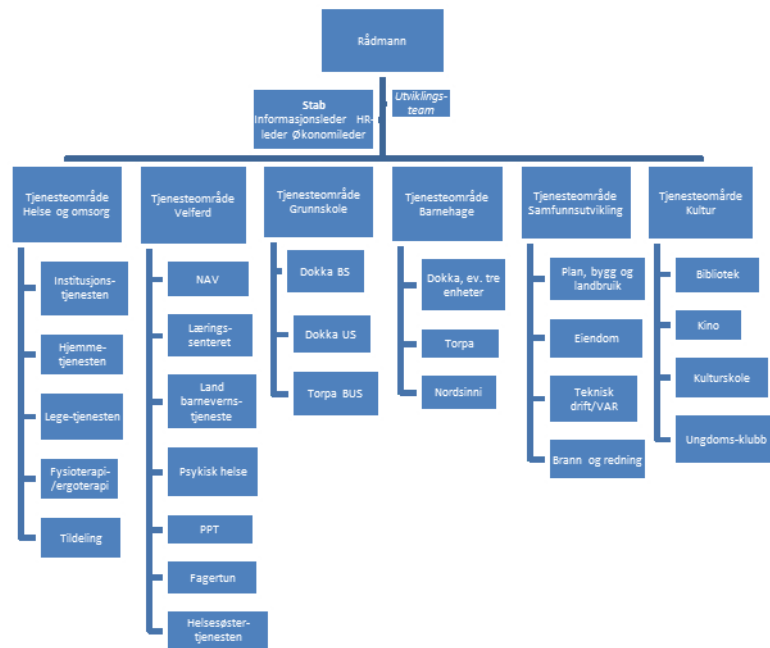 Rådmann
Stab
Informasjonsleder HR-
leder Økonomileder
Utviklings-
team
Tjenesteområde
Helse og omsorg
Institusjons-
tjenesten
Hjemme-
tjenesten
Lege-tjenesten
Fysioterapi-
/ergoterapi
Tildeling
Tjenesteområde
Velferd
NAV
Lærings-
senteret
Land
barneverns-
tjeneste
Psykisk helse
PPT
Fagertun
Helsesøster-
tjenesten
Tjenesteområde
Grunnskole
Dokka BS
Dokka US
Torpa BUS
Tjenesteområde
Barnehage
Dokka, ev. tre
enheter
Torpa
Nordsinni
Tjenesteområde
Samfunnsutvikling
Plan, bygg og
landbruik
Eiendom
Teknisk
drift/VAR
Brann og redning
Tjenesteomårde
Kultur
Bibliotek
Kino
Kulturskole
Ungdoms-klubb